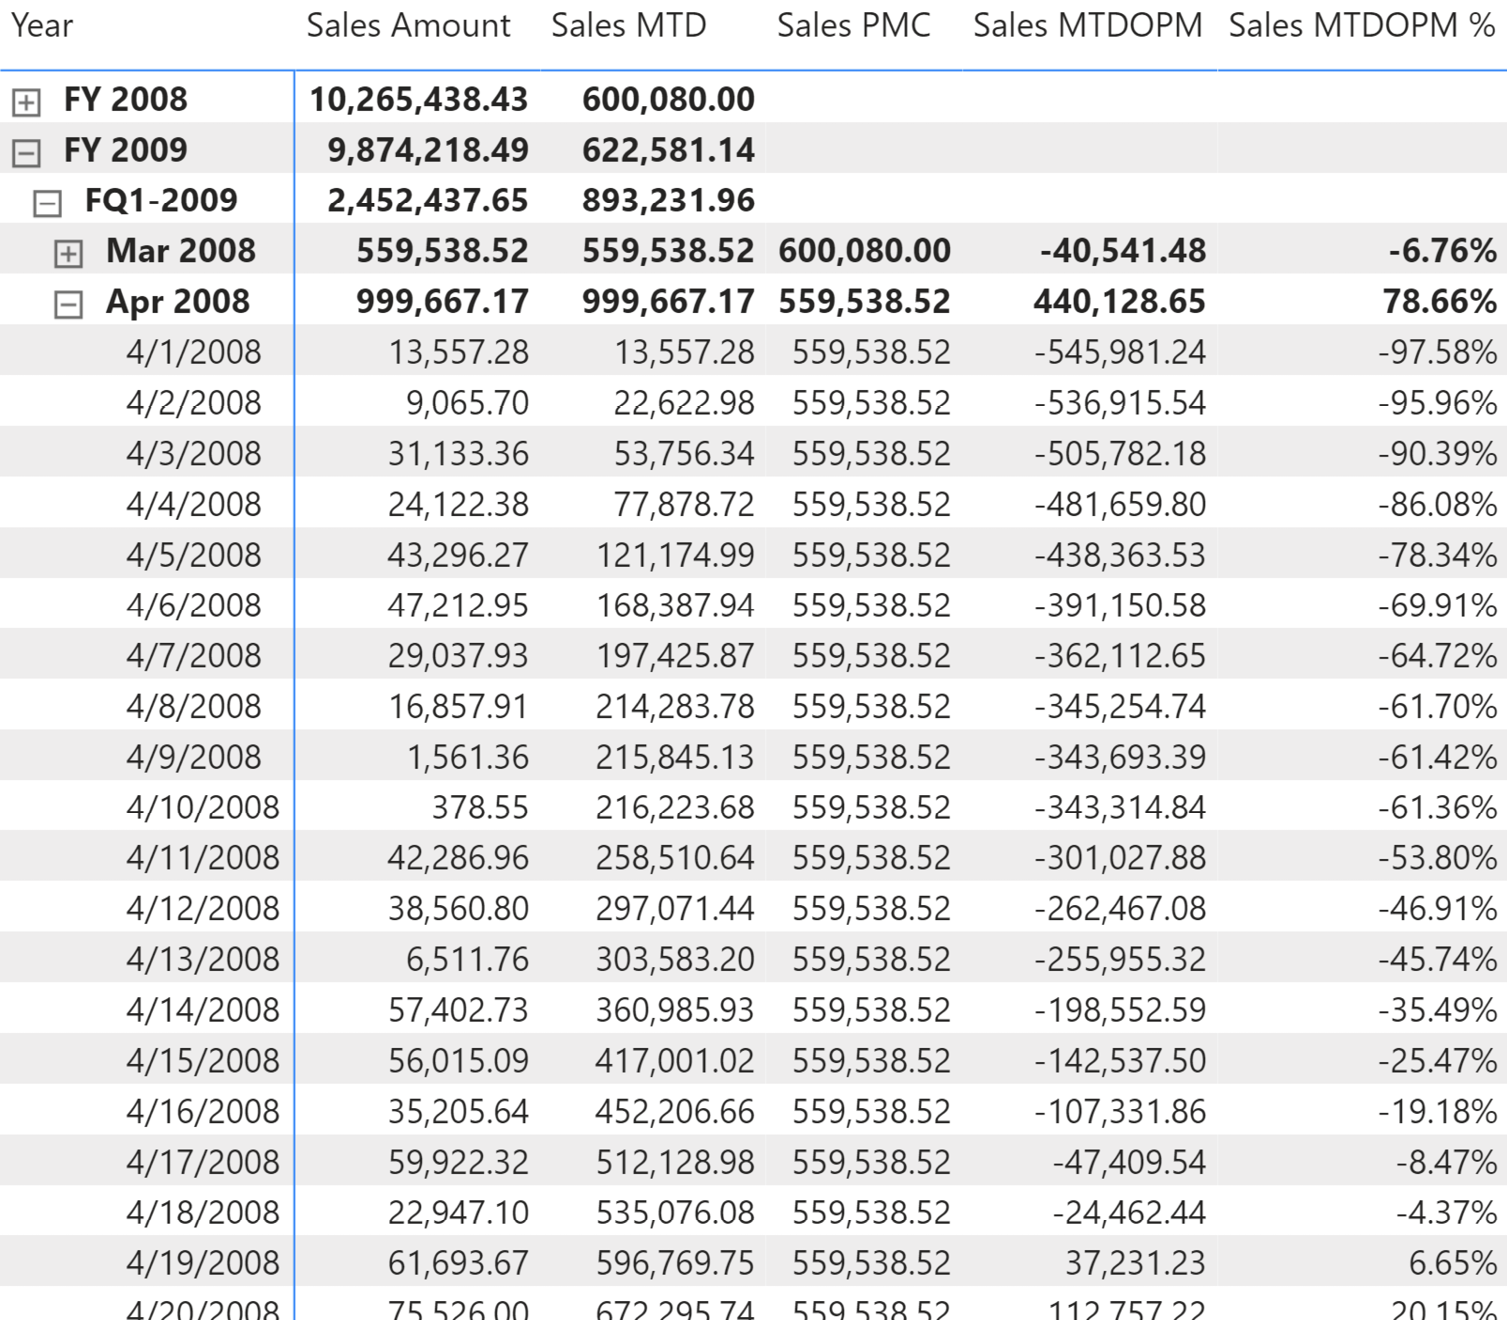 Year Sales Amount Sales MTD Sales PMC Sales MTDOPM Sales MTDOPM %
FY 2008 10,265,438.43 600,080.00
FY 2009 9,874,218.49 622,581.14
FQ1-2009 2,452,437.65 893,231.96
Mar 2008 559,538.52 559,538.52 600,080.00 -40,541.48 -6.76%
Apr 2008 999,667.17 999,667.17 559,538.52 440,128.65 78.66%
4/1/2008 13,557.28 13,557.28 559,538.52 -545,981.24 -97.58%
4/2/2008 9,065.70 22,622.98 559,538.52 -536,915.54 -95.96%
4/3/2008 31,133.36 53,756.34 559,538.52 -505,782.18 -90.39%
4/4/2008 24,122.38 77,878.72 559,538.52 -481,659.80 -86.08%
4/5/2008 43,296.27 121,174.99 559,538.52 -438,363.53 -78.34%
4/6/2008 47,212.95 168,387.94 559,538.52 -391,150.58 -69.91%
4/7/2008 29,037.93 197,425.87 559,538.52 -362,112.65 -64.72%
4/8/2008 16,857.91 214,283.78 559,538.52 -345,254.74 -61.70%
4/9/2008 1,561.36 215,845.13 559,538.52 -343,693.39 -61.42%
4/10/2008 378.55 216,223.68 559,538.52 -343,314.84 -61.36%
4/11/2008 42,286.96 258,510.64 559,538.52 -301,027.88 -53.80%
4/12/2008 38,560.80 297,071.44 559,538.52 -262,467.08 -46.91%
4/13/2008 6,511.76 303,583.20 559,538.52 -255,955.32 -45.74%
4/14/2008 57,402.73 360,985.93 559,538.52 -198,552.59 -35.49%
4/15/2008 56,015.09 417,001.02 559,538.52 -142,537.50 -25.47%
4/16/2008 35,205.64 452,206.66 559,538.52 -107,331.86 -19.18%
4/17/2008 59,922.32 512,128.98 559,538.52 -47,409.54 -8.47%
4/18/2008 22,947.10 535,076.08 559,538.52 -24,462.44 -4.37%
4/19/2008 61,693.67 596,769.75 559,538.52 37,231.23 6.65%
4/20/2008 75,526.00 672,295.74 559,538.52 112,757.22 20.15%